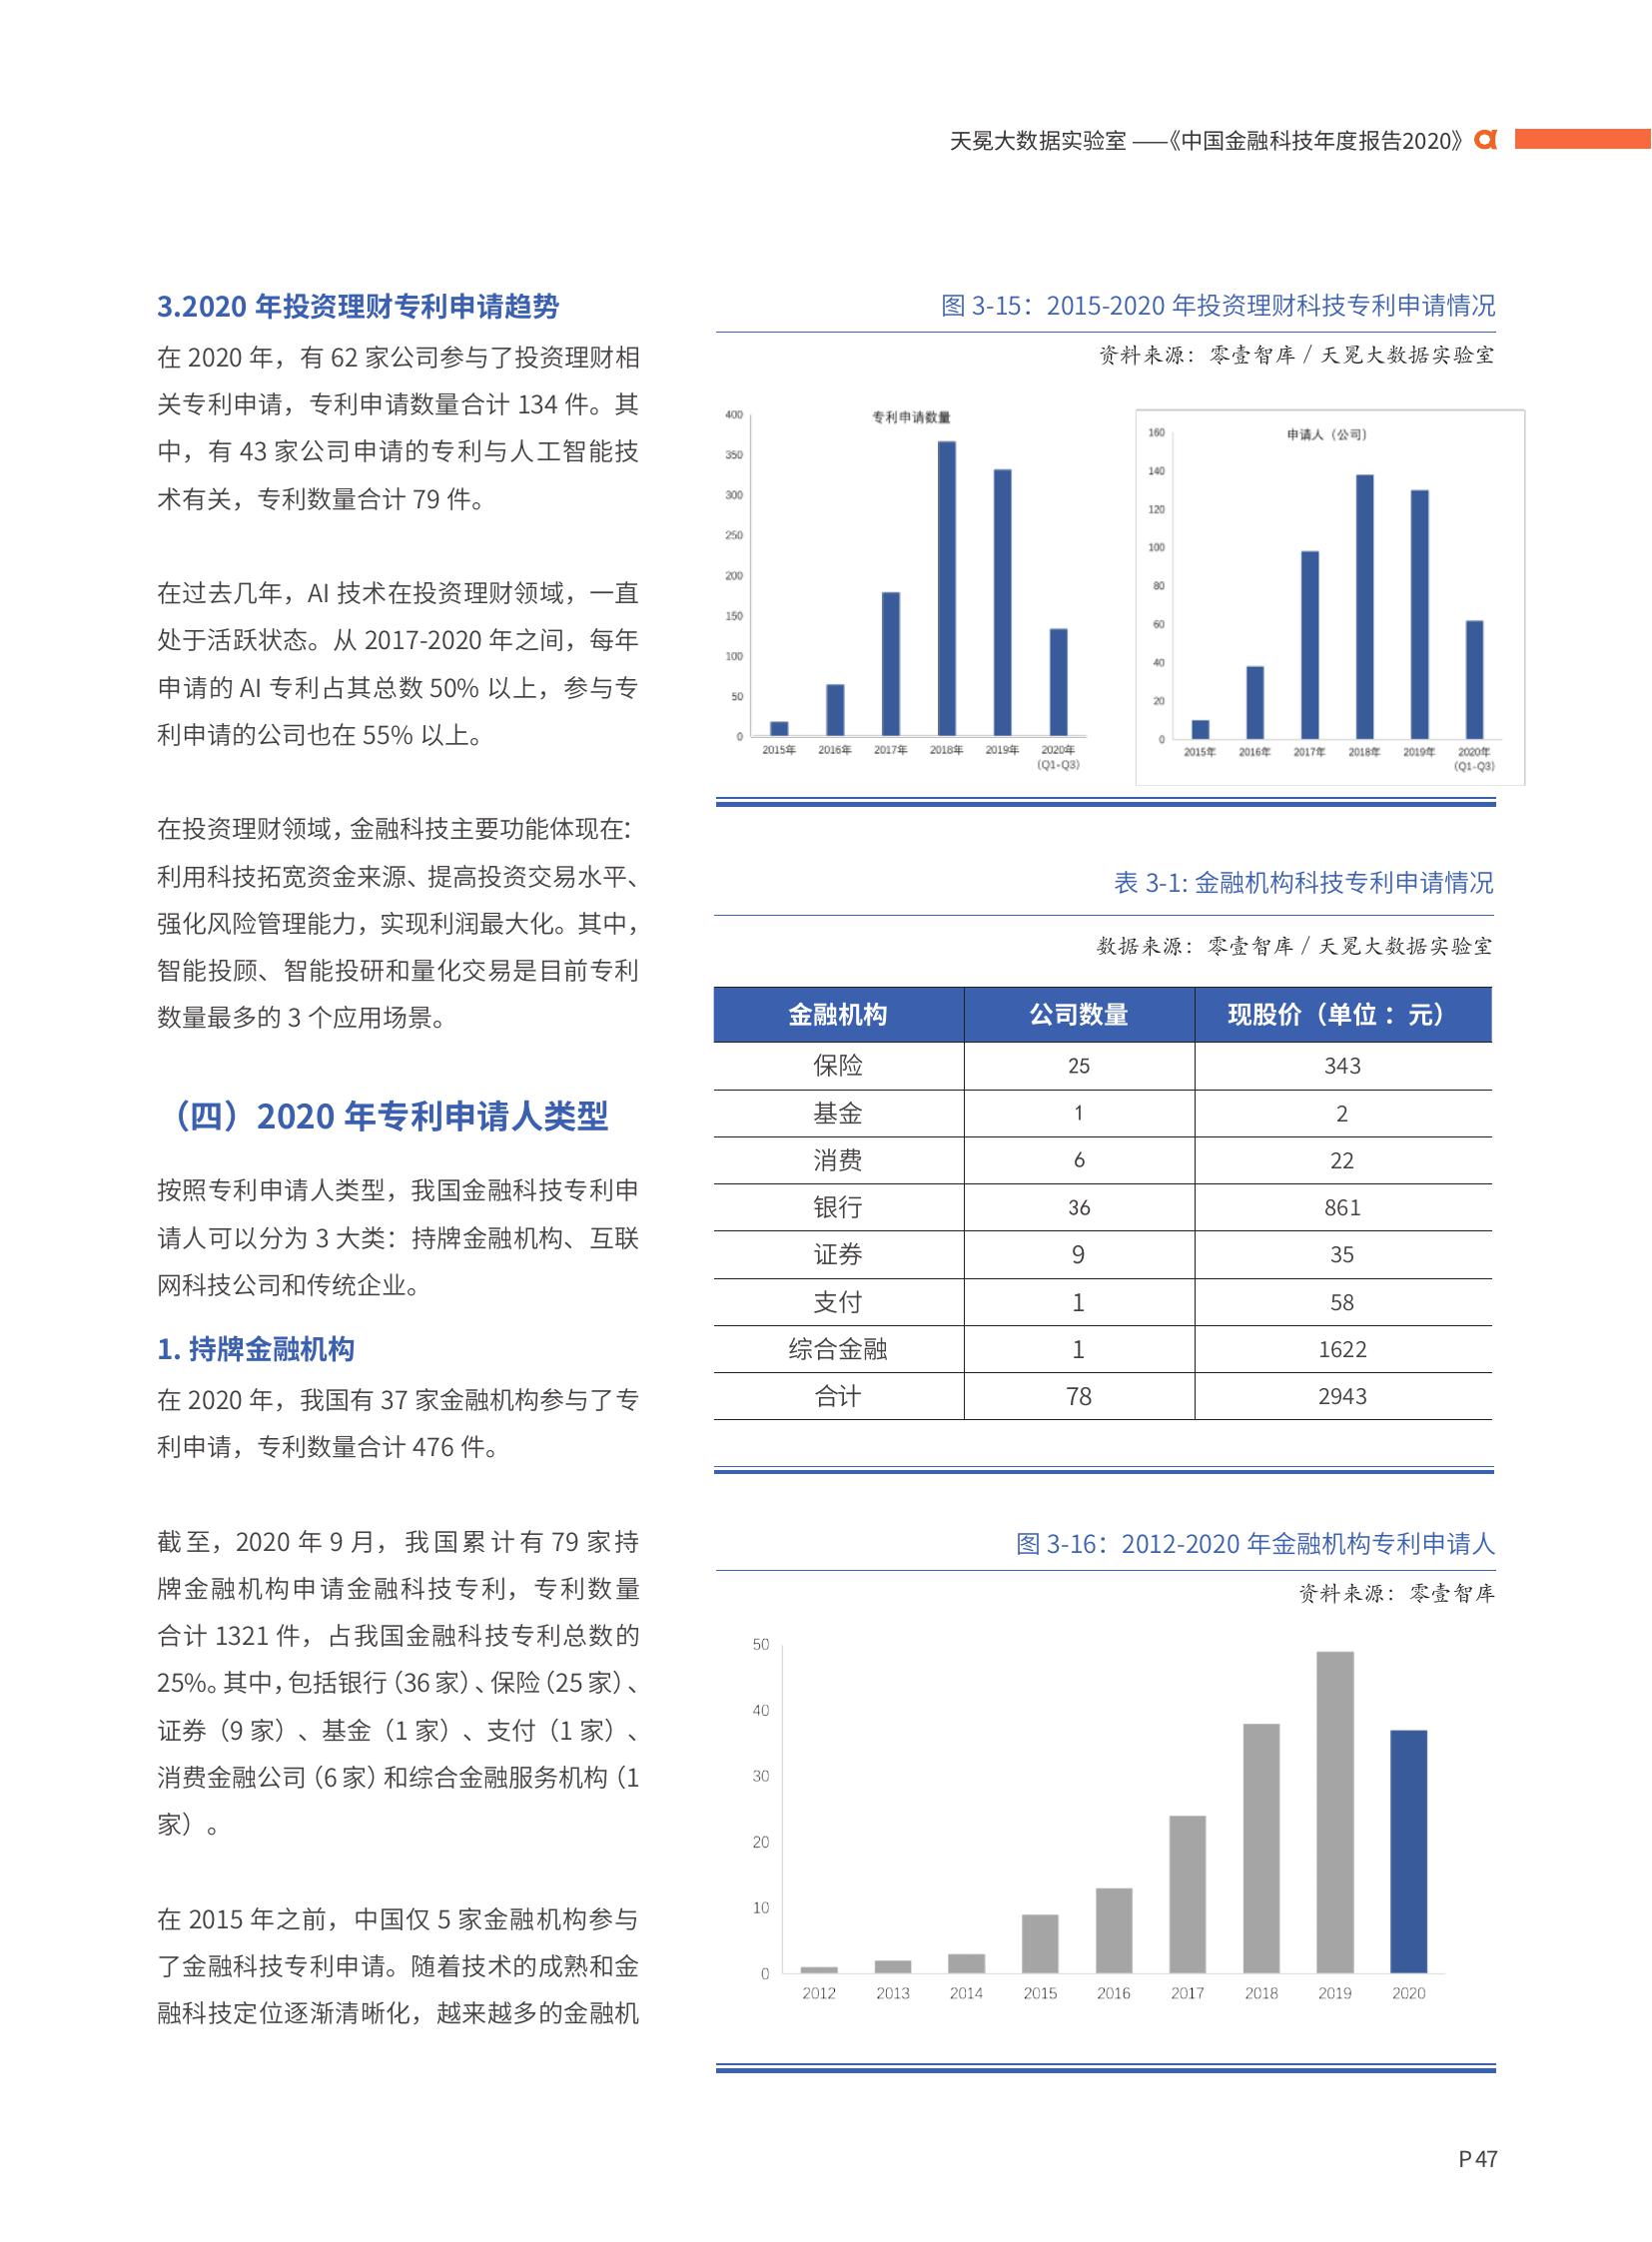 天冕大数据实验室 ——《中国金融科技年度报告2020》
3.2020 年投资理财专利申请趋势
在 2020 年，有 62 家公司参与了投资理财相
关专利申请，专利申请数量合计 134 件。其
中，有 43 家公司申请的专利与人工智能技
术有关，专利数量合计 79 件。
在过去几年，AI 技术在投资理财领域，一直
处于活跃状态。从 2017-2020 年之间，每年
申请的 AI 专利占其总数 50% 以上，参与专
利申请的公司也在 55% 以上。
在投资理财领域，金融科技主要功能体现在：
利用科技拓宽资金来源、提高投资交易水平、
强化风险管理能力，实现利润最大化。其中，
智能投顾、智能投研和量化交易是目前专利
数量最多的 3 个应用场景。
（四）2020 年专利申请人类型
按照专利申请人类型，我国金融科技专利申
请人可以分为 3 大类：持牌金融机构、互联
网科技公司和传统企业。
1. 持牌金融机构
在 2020 年，我国有 37 家金融机构参与了专
利申请，专利数量合计 476 件。
截至，2020 年 9 月，我国累计有 79 家持
牌金融机构申请金融科技专利，专利数量
合计 1321 件，占我国金融科技专利总数的
25%。其中，包括银行（36 家）、保险（25 家）、
证券（9 家）、基金（1 家）、支付（1 家）、
消费金融公司（6 家）和综合金融服务机构（1
家）。
在 2015 年之前，中国仅 5 家金融机构参与
了金融科技专利申请。随着技术的成熟和金
融科技定位逐渐清晰化，越来越多的金融机
图 3-15：2015-2020 年投资理财科技专利申请情况
资料来源：零壹智库 / 天冕大数据实验室
专利申请数量
400
350
300
250
200
150
100
50
0
2015年 2016年 2017年 2018年 2019年 2020年
(Q1-Q3)
申请人（公司）
160
140
120
100
80
60
40
20
0
2015年 2016年 2017年 2018年 2019年 2020年
(Q1-Q3)
表 3-1: 金融机构科技专利申请情况
数据来源：零壹智库 / 天冕大数据实验室
金融机构 公司数量 现股价（单位 ：元）
保险 25 343
基金 1 2
消费 6 22
银行 36 861
证券 9 35
支付 1 58
综合金融 1 1622
合计 78 2943
图 3-16：2012-2020 年金融机构专利申请人
资料来源：零壹智库
50
40
30
20
10
0
2012 2013 2014 2015 2016 2017 2018 2019 2020
P 47